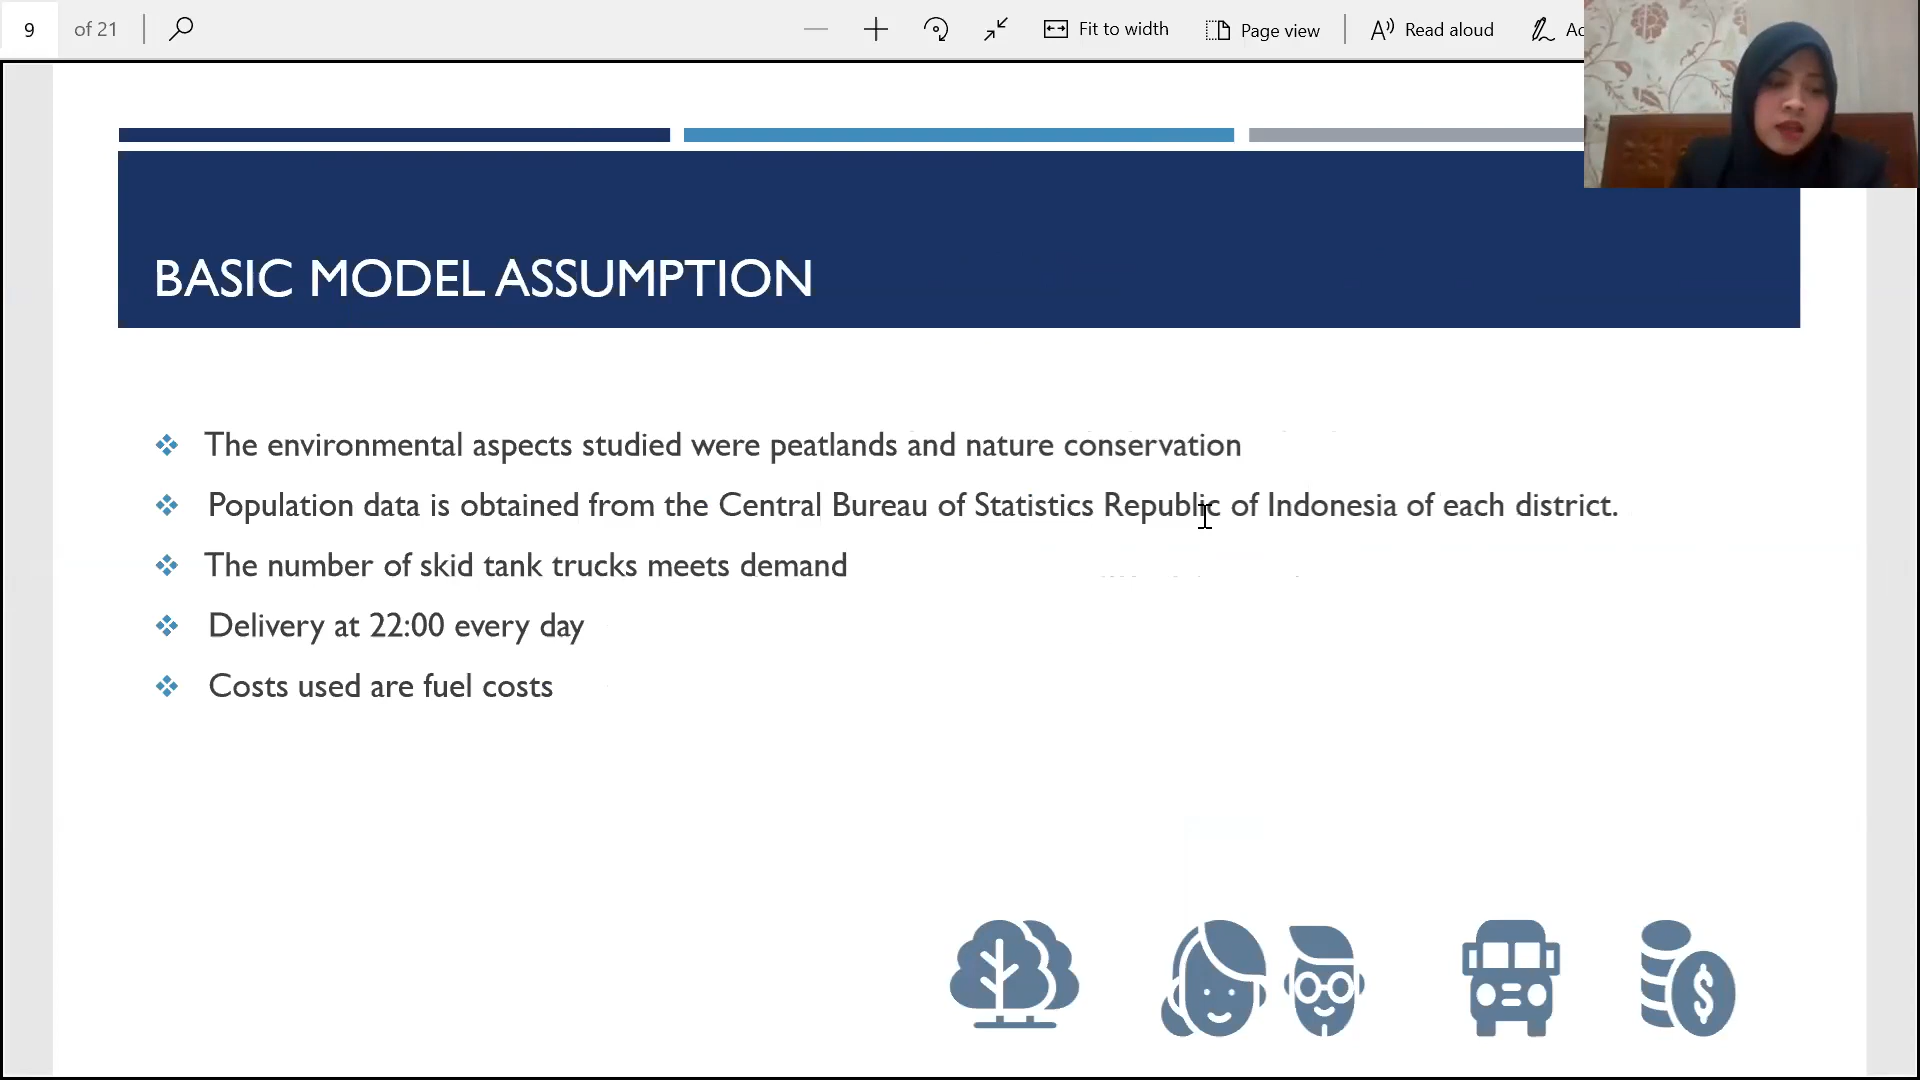 9 of 21 Fit to width Page view Read aloud
BASIC MODEL ASSUMPTION
The environmental aspects studied were peatlands and nature conservation
Population data is obtained from the Central Bureau of Statistics Republic of Indonesia of each district.
The number of skid tank trucks meets demand
Delivery at 22:00 every day
Costs used are fuel costs
$